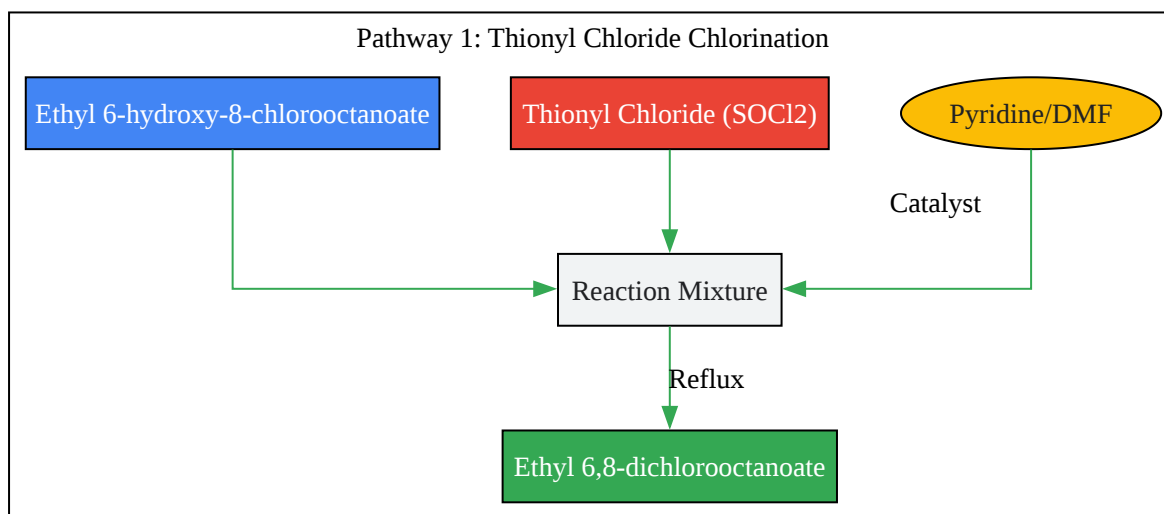 Pathway 1: Thionyl Chloride Chlorination
Ethyl 6-hydroxy-8-chlorooctanoate
Thionyl Chloride (SOCl2)
Pyridine/DMF
Catalyst
Reaction Mixture
Reflux
Ethyl 6,8-dichlorooctanoate